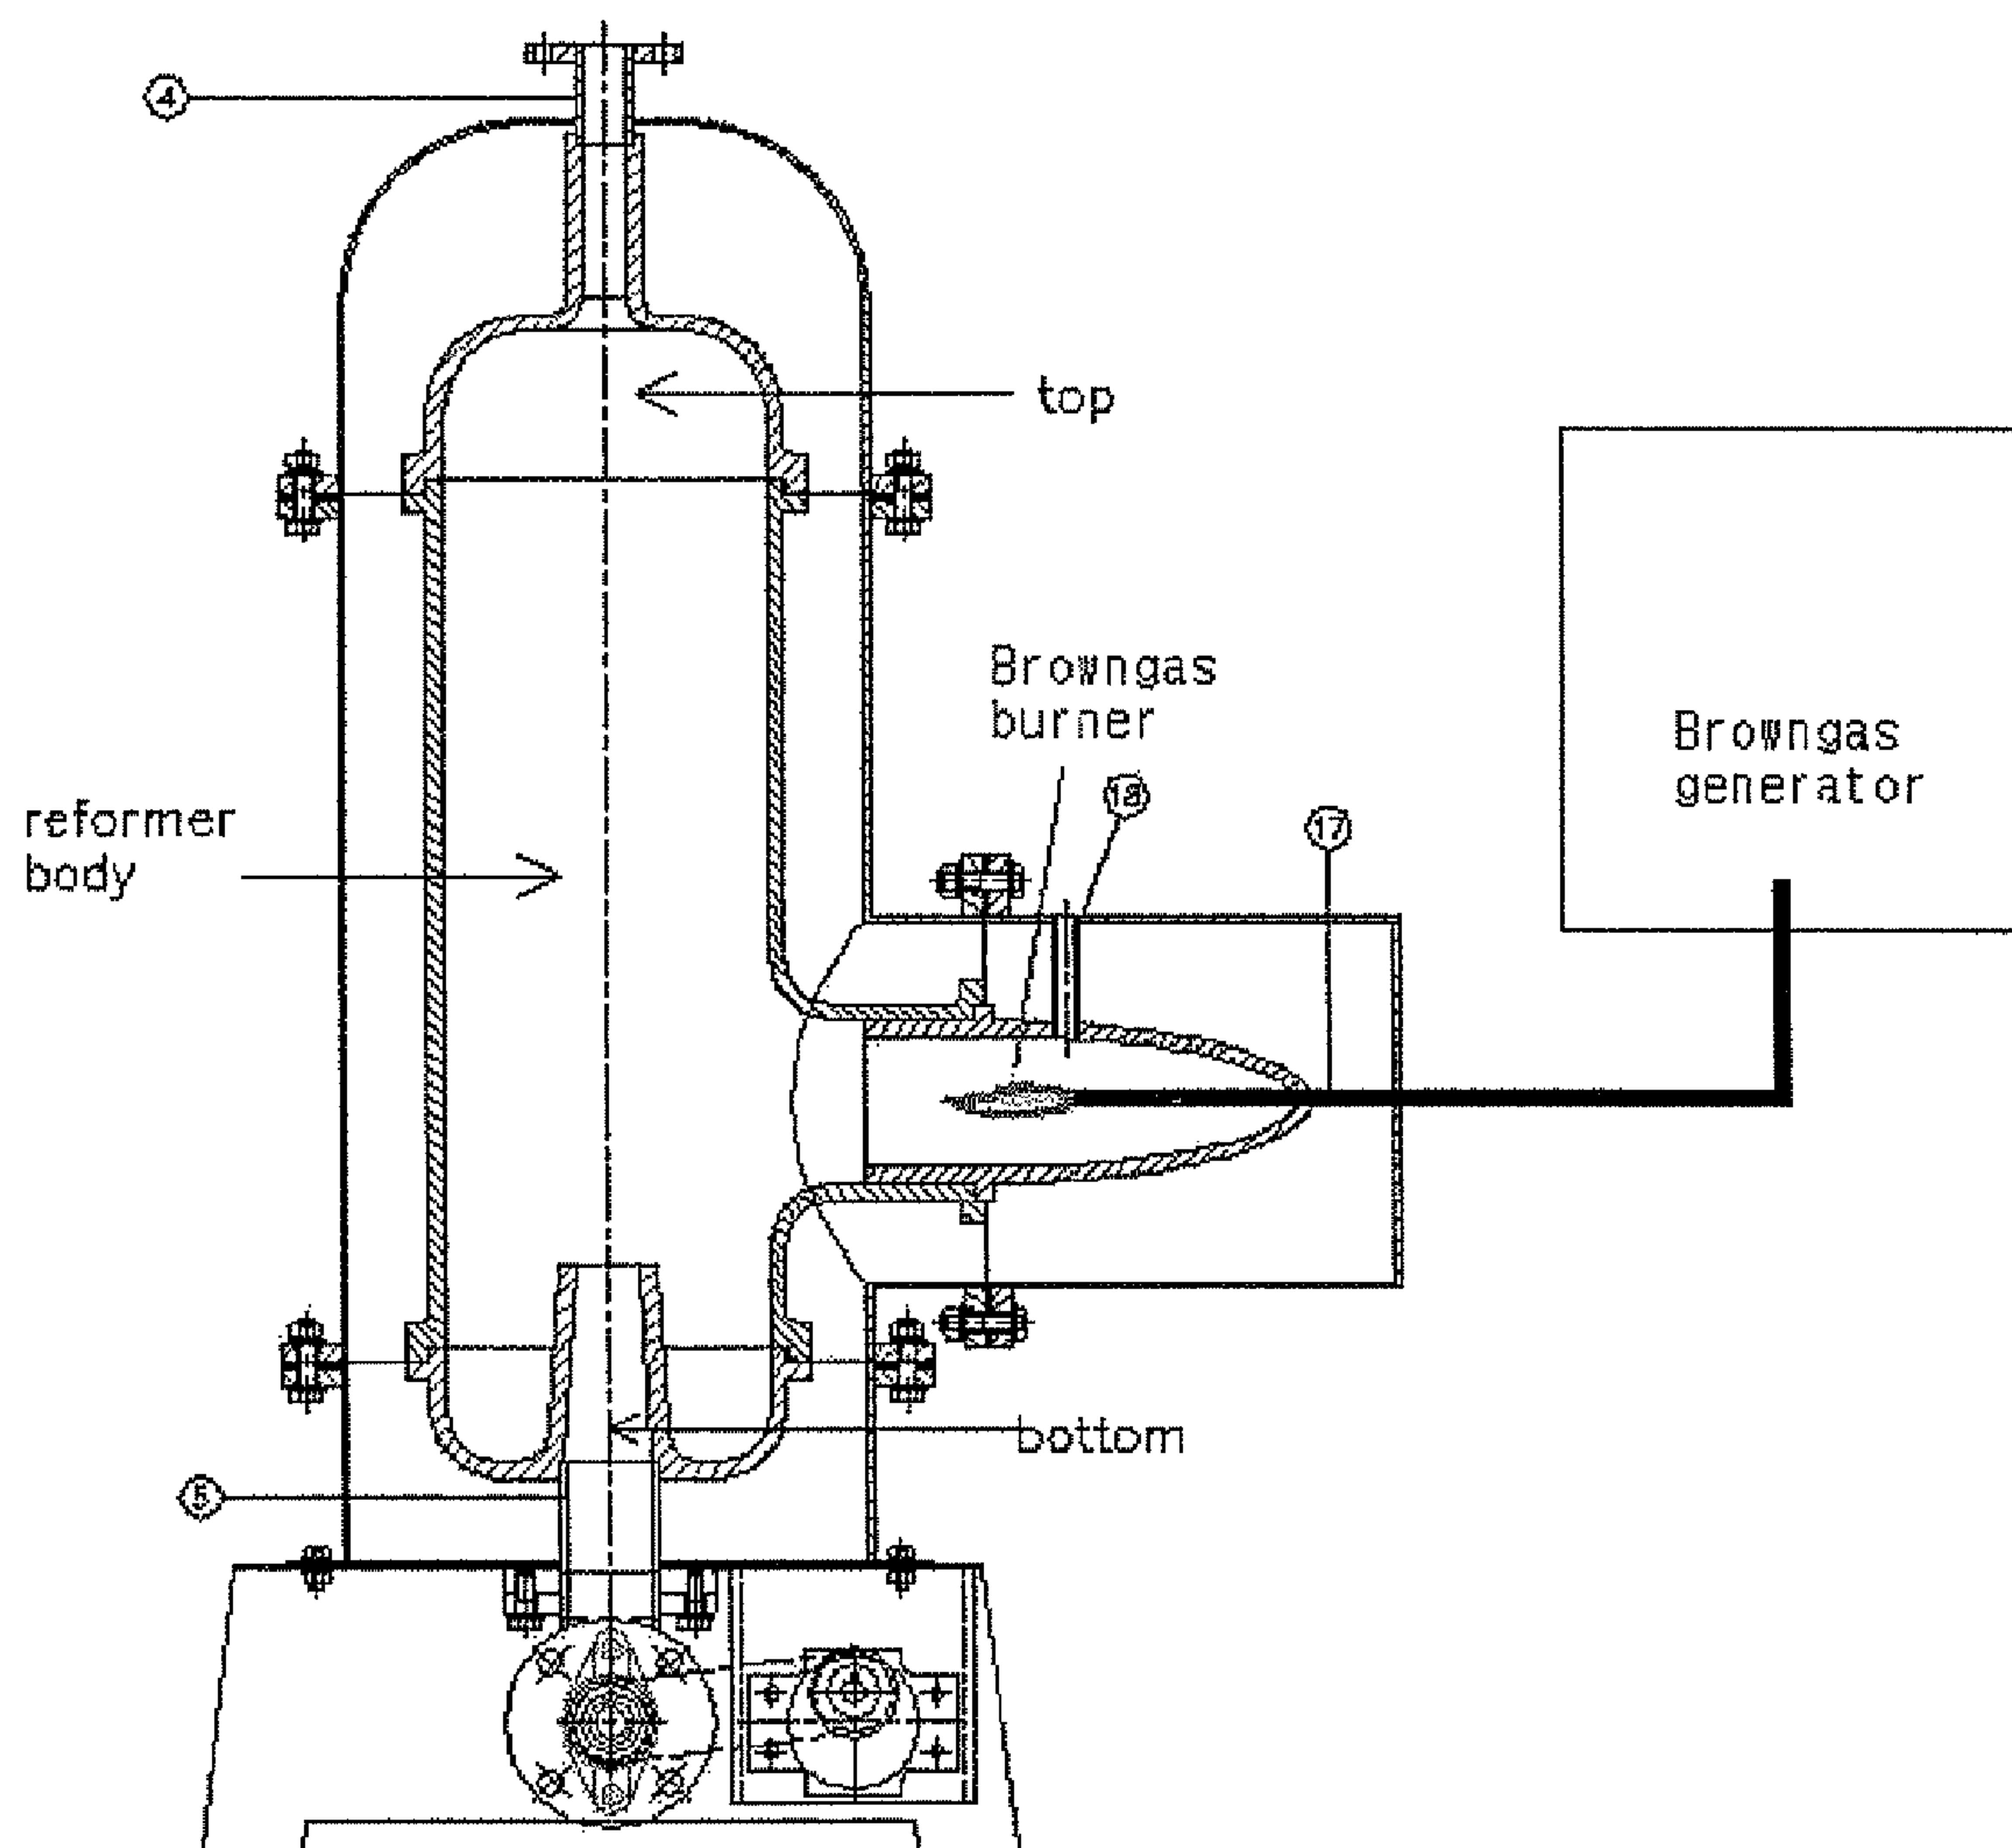 4
top
Browngas
burner
Browngas
generator
18
17
reformer
body
bottom
5